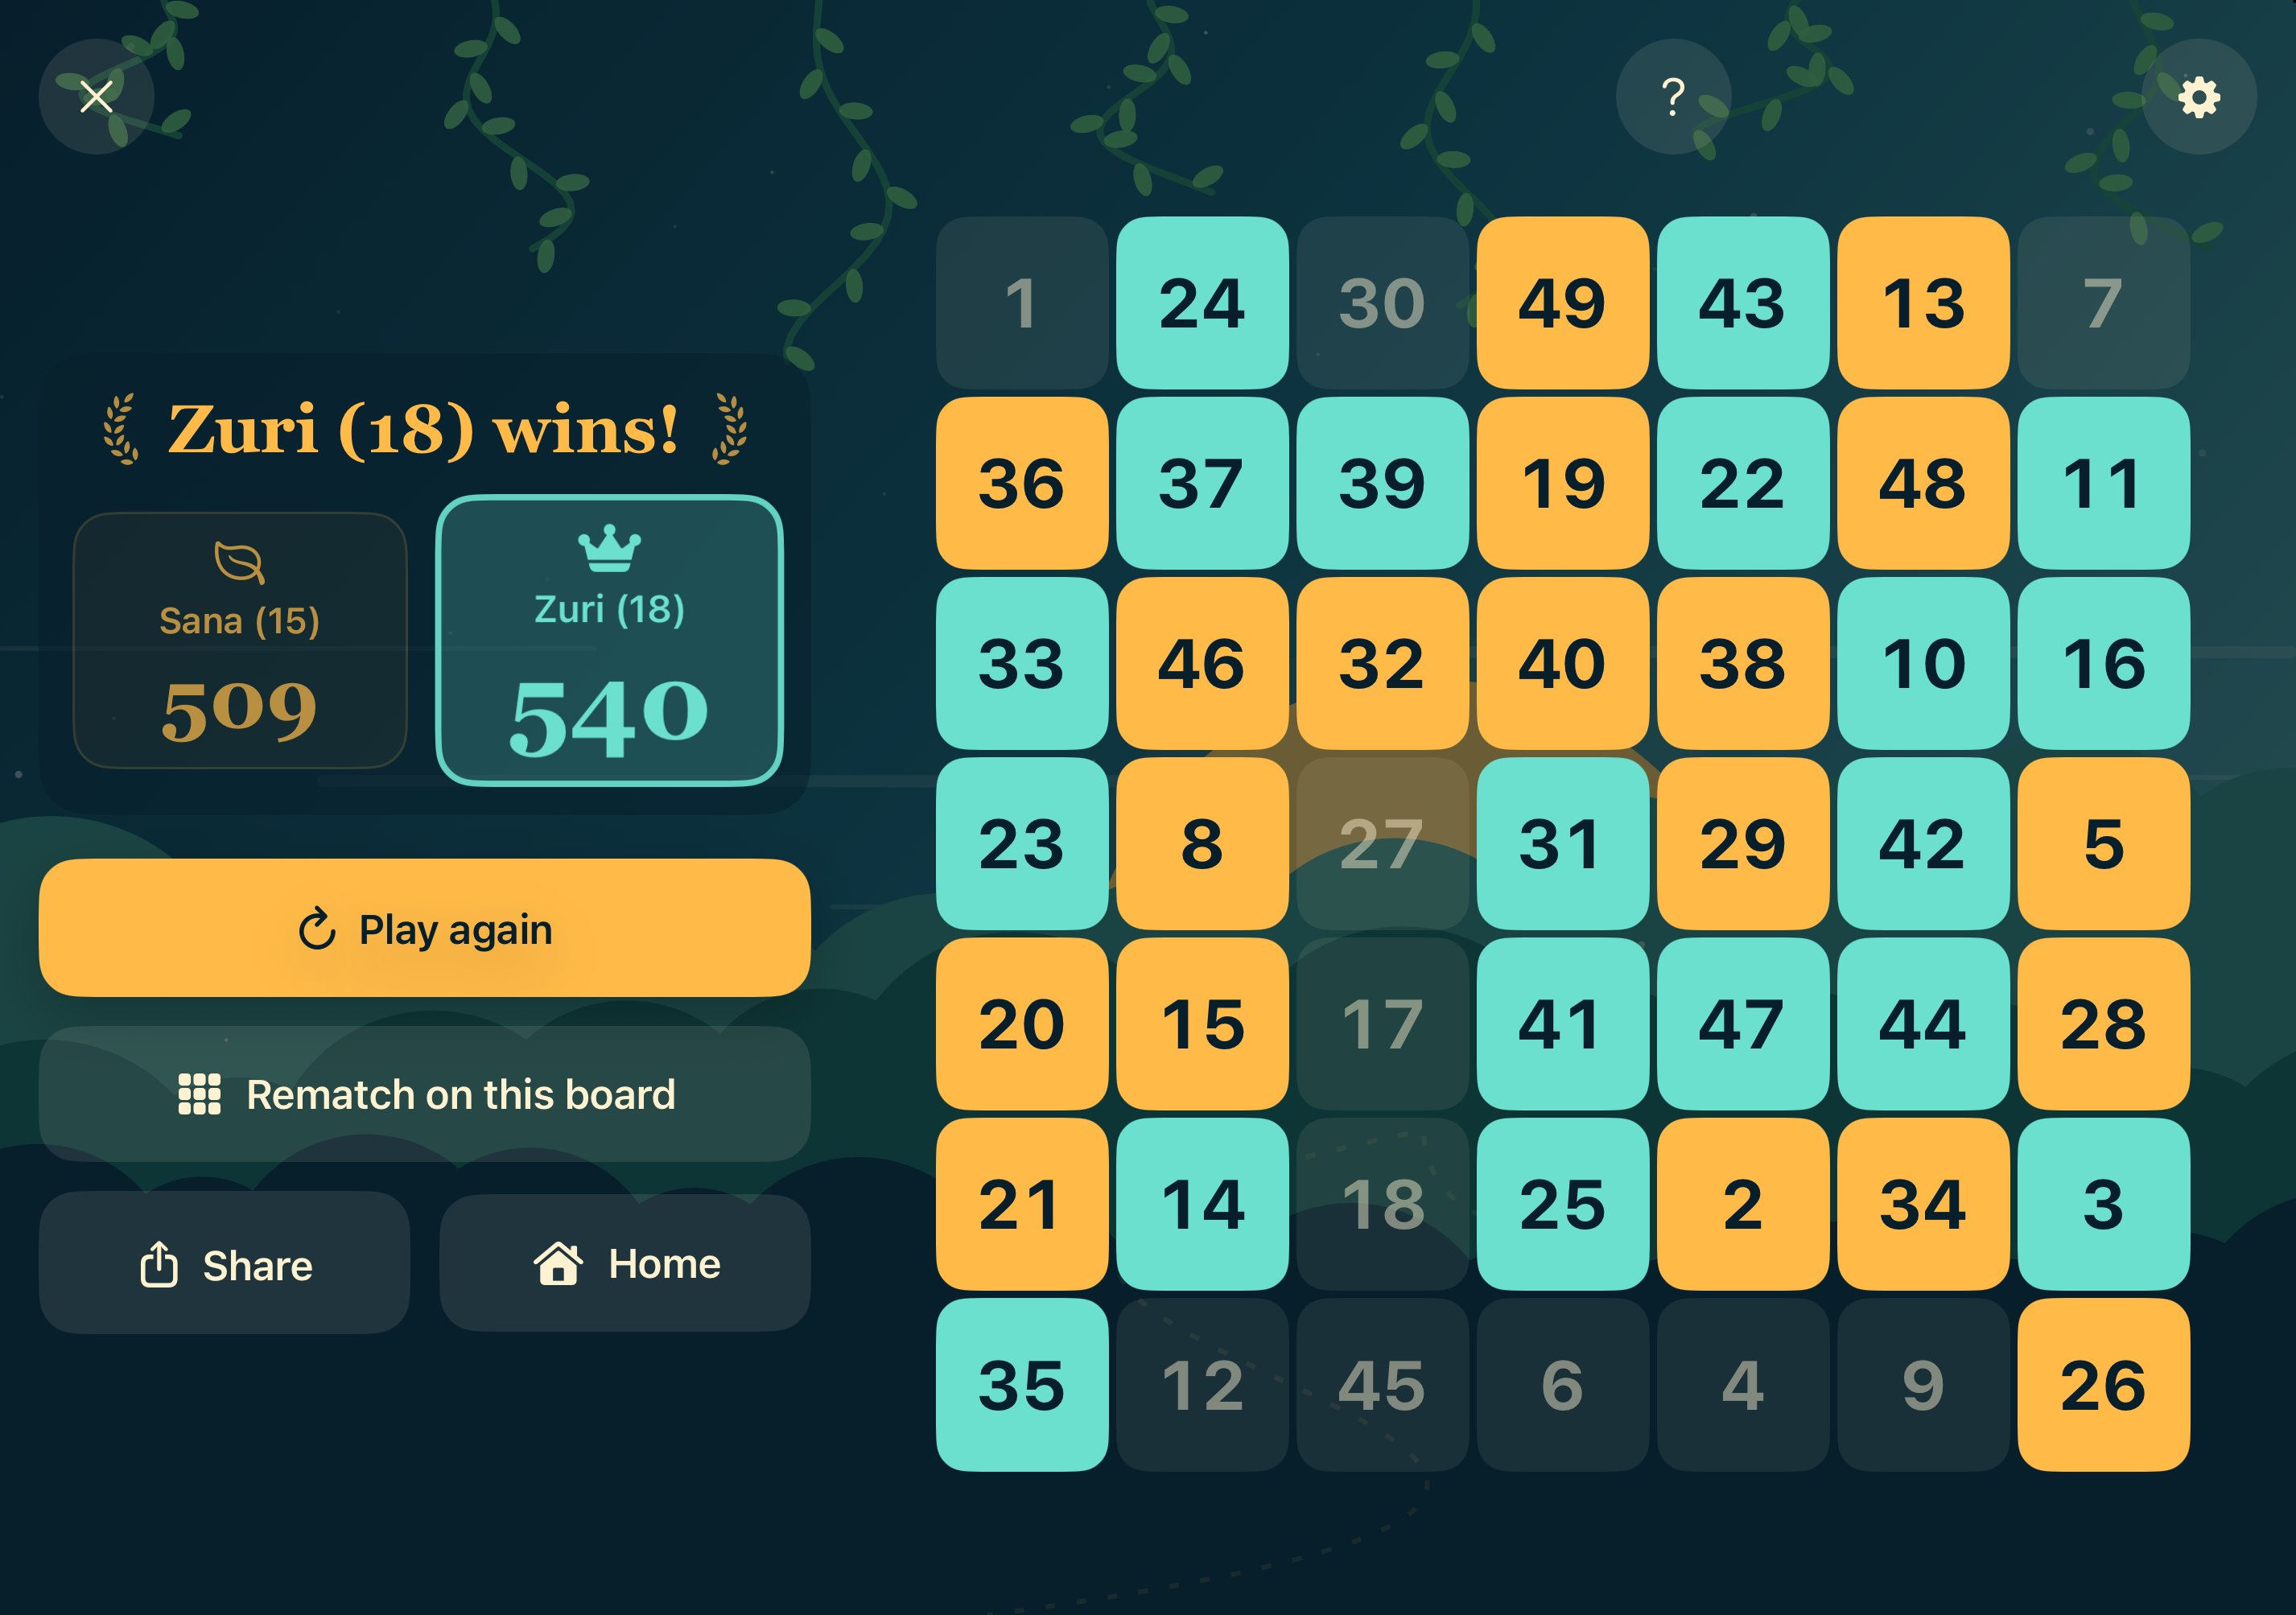 ?
Zuri (18) wins!
Sana (15)
509
Zuri (18)
540
Play again
Rematch on this board
Share
Home
1 24 30 49 43 13 7
36 37 39 19 22 48 11
33 46 32 40 38 10 16
23 8 27 31 29 42 5
20 15 17 41 47 44 28
21 14 18 25 2 34 3
35 12 45 6 4 9 26